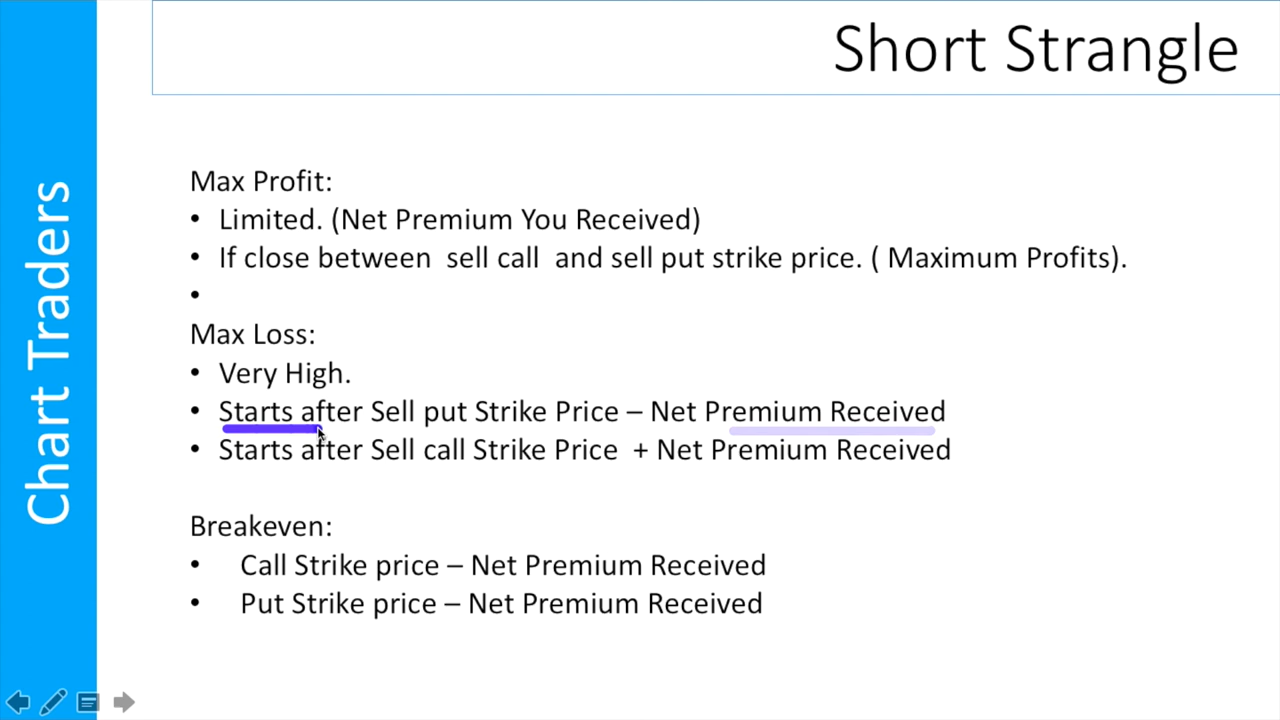 Short Strangle
Chart Traders
Max Profit:
• Limited. (Net Premium You Received)
• If close between  sell call  and sell put strike price. ( Maximum Profits).
•
Max Loss:
• Very High.
• Starts after Sell put Strike Price – Net Premium Received
• Starts after Sell call Strike Price  + Net Premium Received
Breakeven:
• Call Strike price – Net Premium Received
• Put Strike price – Net Premium Received